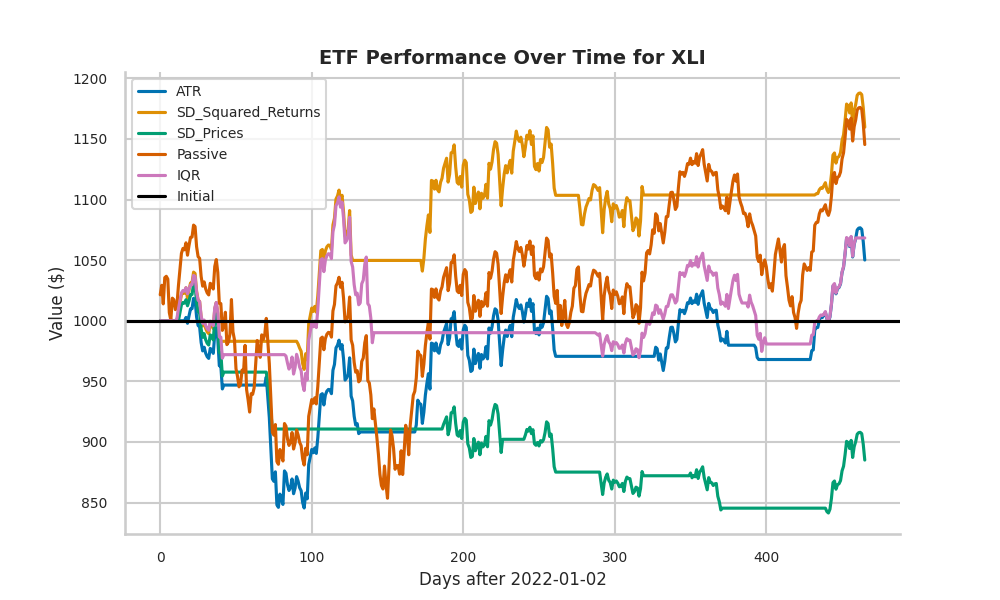 ETF Performance Over Time for XLI
1200
1150
1100
1050
1000
950
900
850
Value ($)
ATR
SD_Squared_Returns
SD_Prices
Passive
IQR
Initial
0
100
200
300
400
Days after 2022-01-02